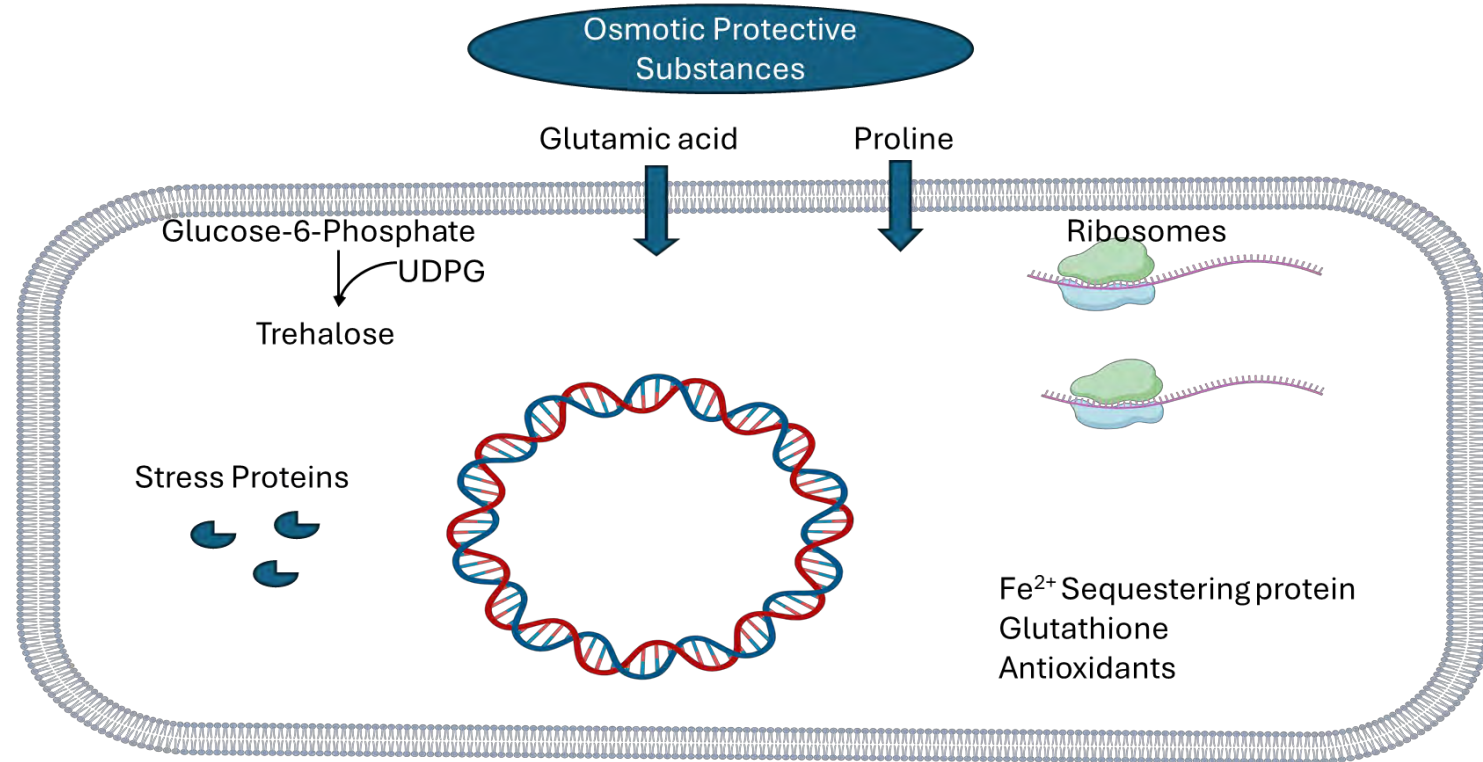 Osmotic Protective
Substances
Glutamic acid
Proline
Glucose-6-Phosphate
UDPG
Trehalose
Ribosomes
Stress Proteins
Fe²⁺ Sequestering protein
Glutathione
Antioxidants